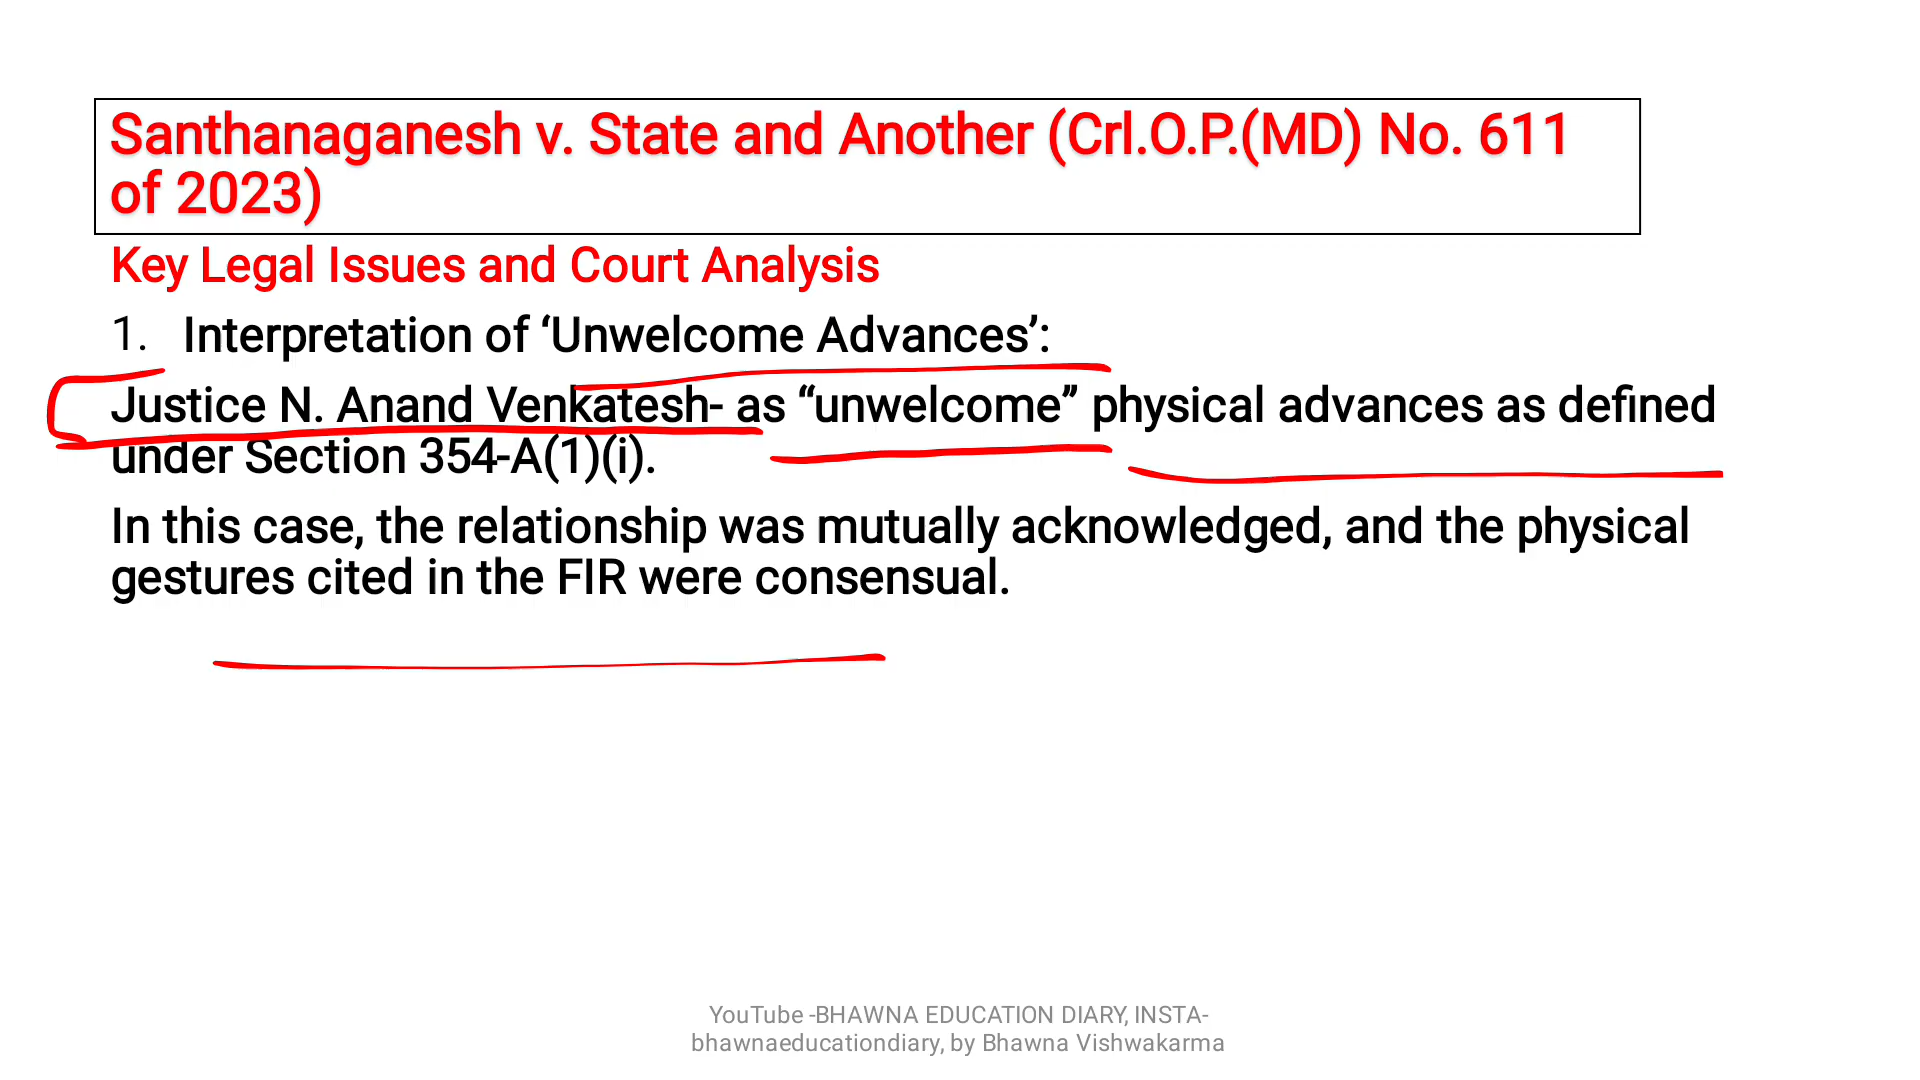 Santhanaganesh v. State and Another (Crl.O.P.(MD) No. 611
of 2023)
Key Legal Issues and Court Analysis
1. Interpretation of ‘Unwelcome Advances’:
Justice N. Anand Venkatesh- as “unwelcome” physical advances as defined
under Section 354-A(1)(i).
In this case, the relationship was mutually acknowledged, and the physical
gestures cited in the FIR were consensual.
YouTube -BHAWNA EDUCATION DIARY, INSTA-
bhawnaeducationdiary, by Bhawna Vishwakarma